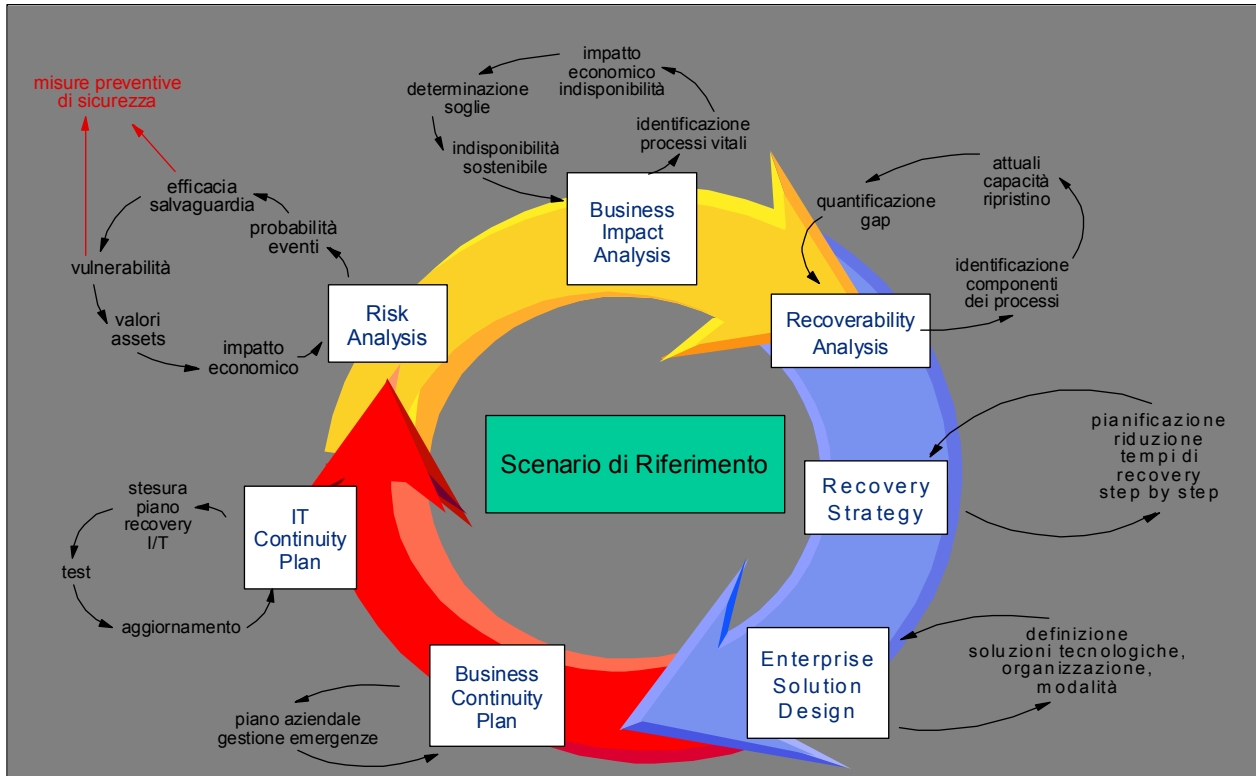 misure preventive
di sicurezza
impatto
economico
indisponibilità
determinazione
soglie
identificazione
processi vitali
indisponibilità
sostenibile
Business
Impact
Analysis
attuali
capacità
ripristino
quantificazione
gap
identificazione
componenti
dei processi
Recoverability
Analysis
efficacia
salvaguardia
probabilità
eventi
vulnerabilità
valori
assets
impatto
economico
Risk
Analysis
Scenario di Riferimento
pianificazione
riduzione
tempi di
recovery
step by step
Recovery
Strategy
stesura
piano
recovery
I/T
test
aggiornamento
IT
Continuity
Plan
definizione
soluzioni tecnologiche,
organizzazione,
modalità
Enterprise
Solution
Design
Business
Continuity
Plan
piano aziendale
gestione emergenze